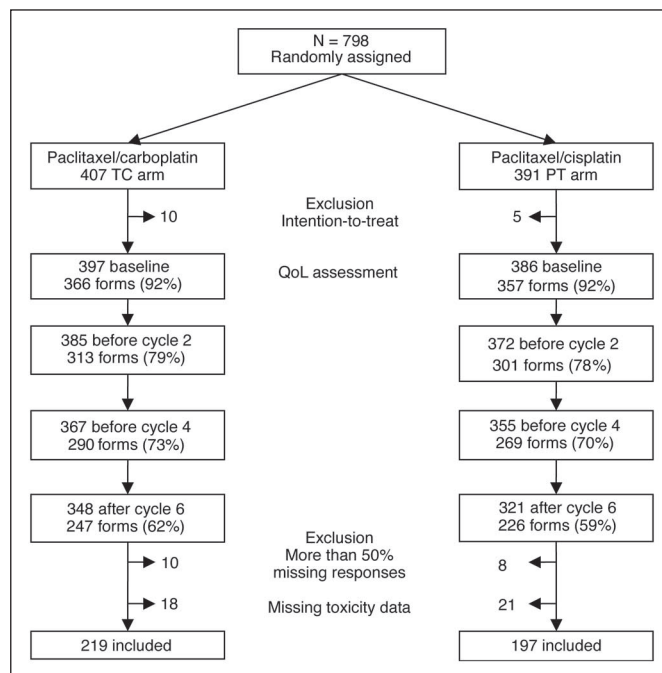 N = 798
Randomly assigned
Paclitaxel/carboplatin
407 TC arm
Paclitaxel/cisplatin
391 PT arm
10
Exclusion
Intention-to-treat
5
397 baseline
366 forms (92%)
QoL assessment
386 baseline
357 forms (92%)
385 before cycle 2
313 forms (79%)
372 before cycle 2
301 forms (78%)
367 before cycle 4
290 forms (73%)
355 before cycle 4
269 forms (70%)
348 after cycle 6
247 forms (62%)
321 after cycle 6
226 forms (59%)
10
Exclusion
More than 50%
missing responses
8
18
Missing toxicity data
21
219 included
197 included